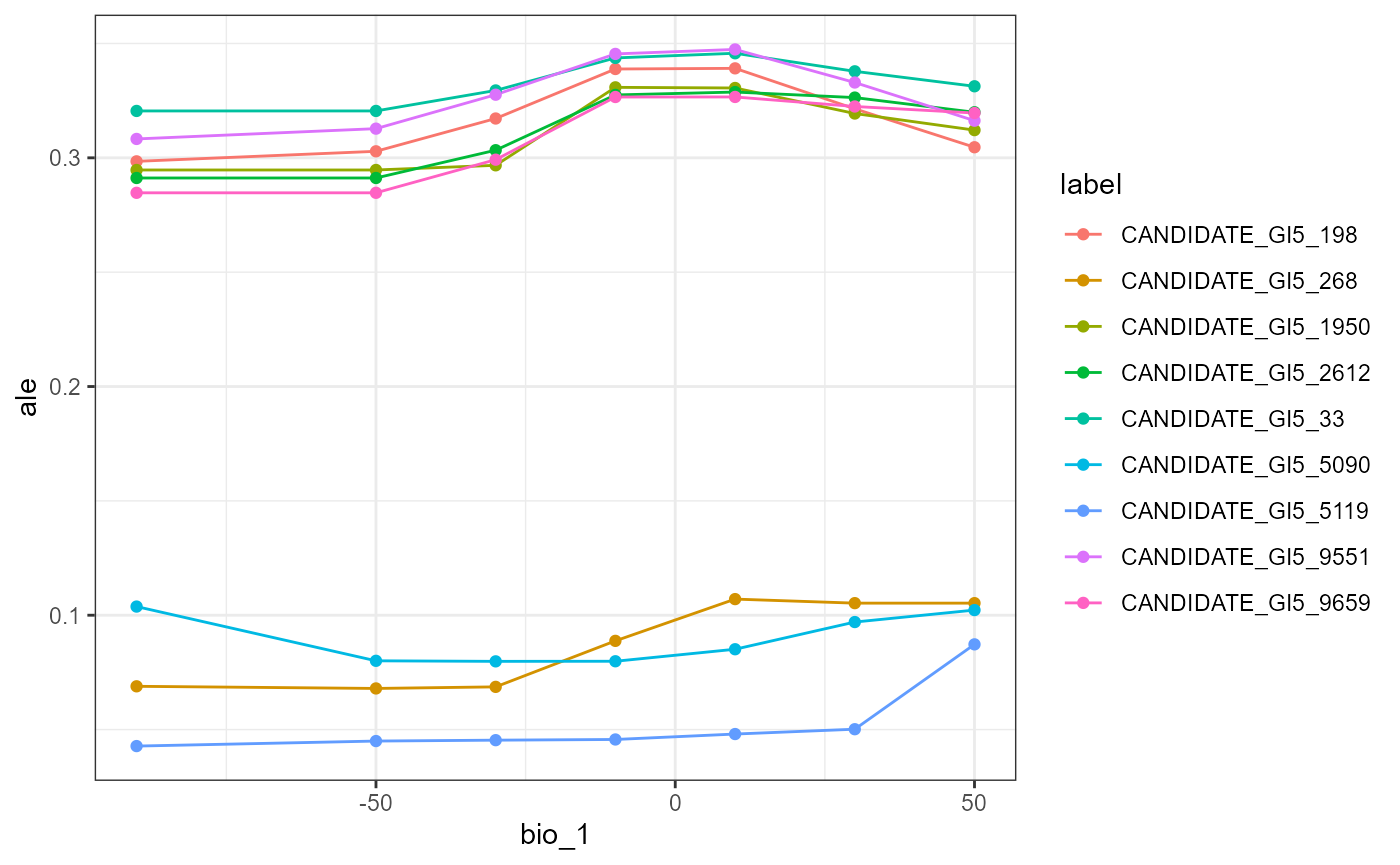 0.3
0.2
0.1
ale
-50
0
50
bio_1
label
CANDIDATE_GI5_198
CANDIDATE_GI5_268
CANDIDATE_GI5_1950
CANDIDATE_GI5_2612
CANDIDATE_GI5_33
CANDIDATE_GI5_5090
CANDIDATE_GI5_5119
CANDIDATE_GI5_9551
CANDIDATE_GI5_9659